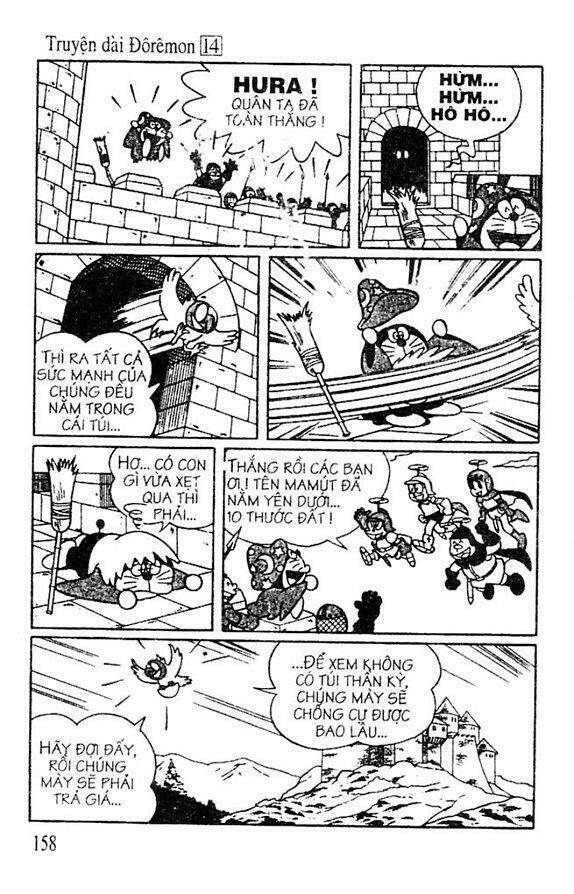 Truyện dài Đôrêmon 14
HURA !
QUÂN TA ĐÃ
TOÀN THẮNG !
HỪM...
HỪM...
HÔ HÔ...
THÌ RA TẤT CẢ
SỨC MẠNH CỦA
CHÚNG ĐỀU
NẰM TRONG
CÁI TÚI...
HƠ... CÓ CON
GÌ VỪA XẸT
QUA THÌ
PHẢI...
THẮNG RỒI CÁC BẠN
ƠI ! TÊN MAMÚT ĐÃ
NẰM YÊN DƯỚI...
10 THƯỚC ĐẤT !
...ĐỂ XEM KHÔNG
CÓ TÚI THẦN KỲ,
CHÚNG MÀY SẼ
CHỐNG CỰ ĐƯỢC
BAO LÂU...
HÃY ĐỢI ĐẤY,
RỒI CHÚNG
MÀY SẼ PHẢI
TRẢ GIÁ...
158